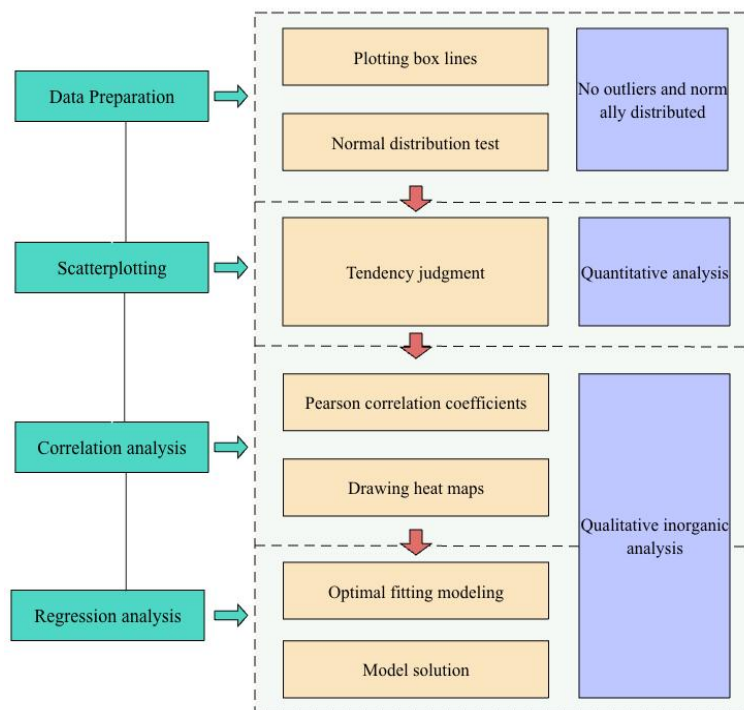 Data Preparation
Plotting box lines
Normal distribution test
No outliers and norm
ally distributed
Scatterplotting
Tendency judgment
Quantitative analysis
Correlation analysis
Pearson correlation coefficients
Drawing heat maps
Qualitative inorganic
analysis
Regression analysis
Optimal fitting modeling
Model solution